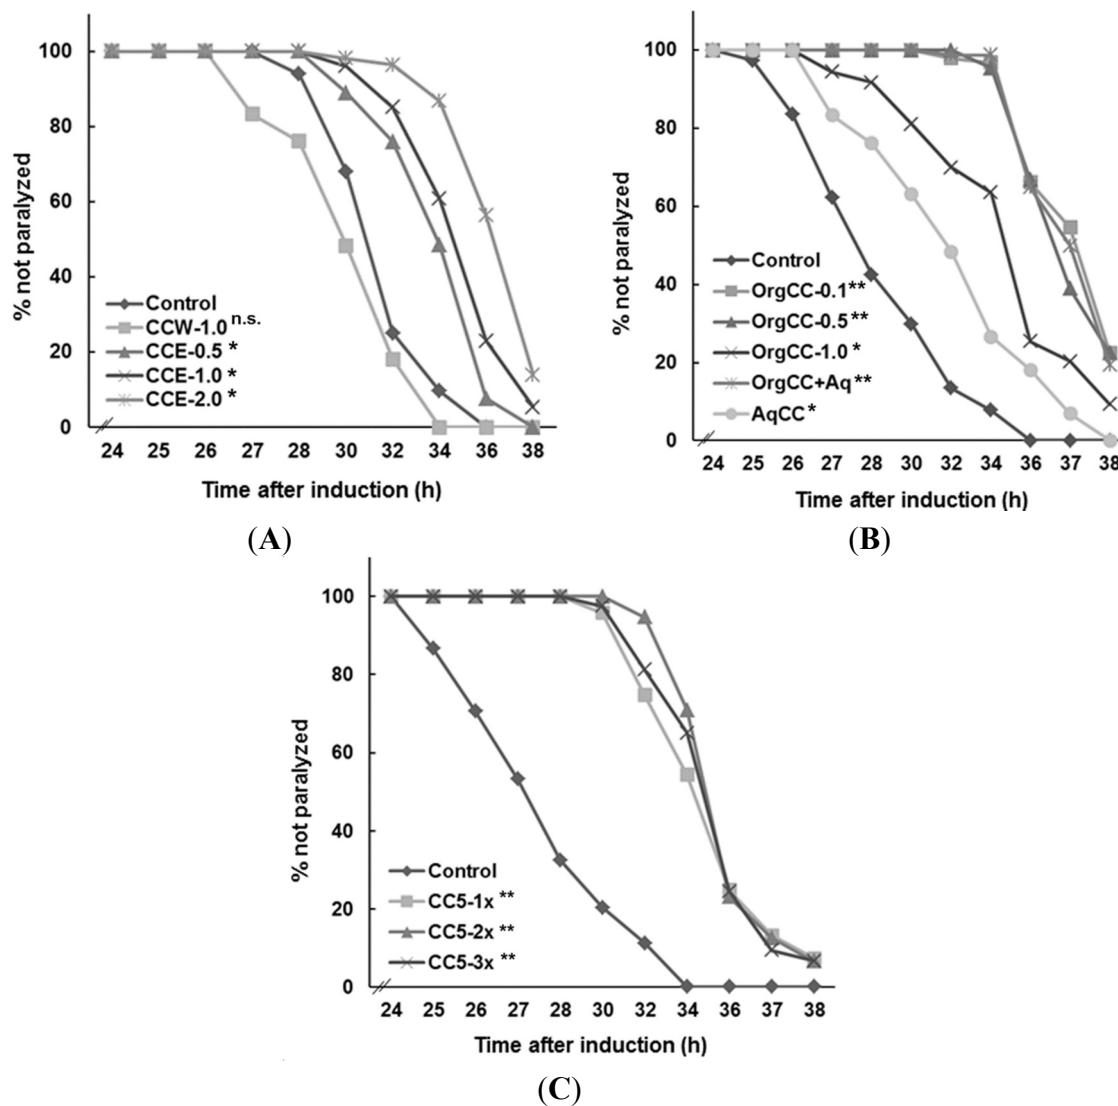 % not paralyzed
100
80
60
40
20
0
Control
CCW-1.0 n.s.
CCE-0.5 *
CCE-1.0 *
CCE-2.0 *
24 25 26 27 28 30 32 34 36 38
Time after induction (h)
(A)
% not paralyzed
100
80
60
40
20
0
Control
OrgCC-0.1**
OrgCC-0.5 **
OrgCC-1.0 *
OrgCC+Aq **
AqCC *
24 25 26 27 28 30 32 34 36 37 38
Time after induction (h)
(B)
% not paralyzed
100
80
60
40
20
0
Control
CC5-1x **
CC5-2x **
CC5-3x **
24 25 26 27 28 30 32 34 36 37 38
Time after induction (h)
(C)